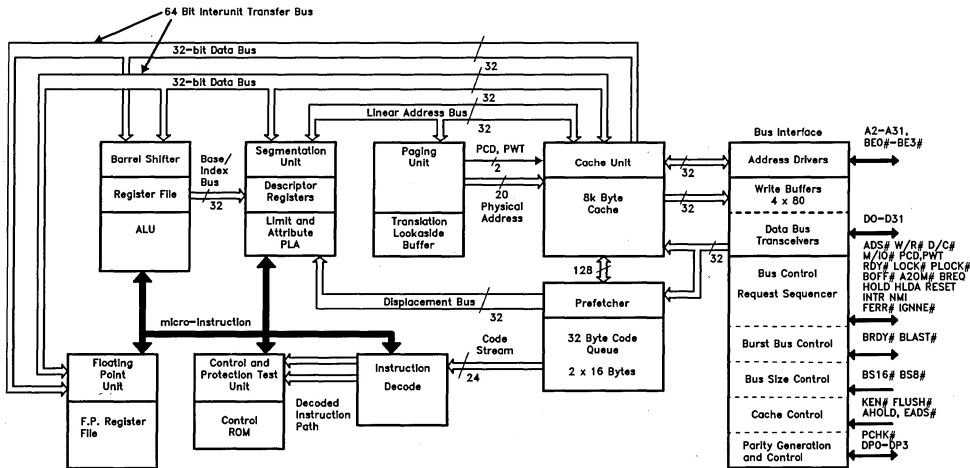 64 Bit Interunit Transfer Bus
32-bit Data Bus
32
32-bit Data Bus
32
32
Linear Address Bus
32
Barrel Shifter
Register File
ALU
Base/
Index
Bus
32
Segmentation
Unit
Descriptor
Registers
Limit and
Attribute
PLA
Paging
Unit
Translation
Lookaside
Buffer
PCD, PWT
2
20
Physical
Address
Cache Unit
8k Byte
Cache
32
32
32
128
Displacement Bus
32
Prefetcher
32 Byte Code
Queue
2 x 16 Bytes
micro-instruction
Code
Stream
24
Floating
Point
Unit
F.P. Register
File
Control and
Protection Test
Unit
Control
ROM
Decoded
Instruction
Path
Instruction
Decode
Bus Interface
Address Drivers
Write Buffers
4 x 80
Data Bus
Transceivers
Bus Control
Request Sequencer
Burst Bus Control
Bus Size Control
Cache Control
Parity Generation
and Control
A2-A31,
BE0#-BE3#
D0-D31
ADS# W/R# D/C#
M/IO# PCD,PWT
RDY# LOCK# PLOCK#
BOFF# A20M# BREQ
HOLD HLDA RESET
INTR NMI
FERR# IGNNE#
BRDY# BLAST#
BS16# BS8#
KEN# FLUSH#
AHOLD, EADS#
PCHK#
DP0-DP3